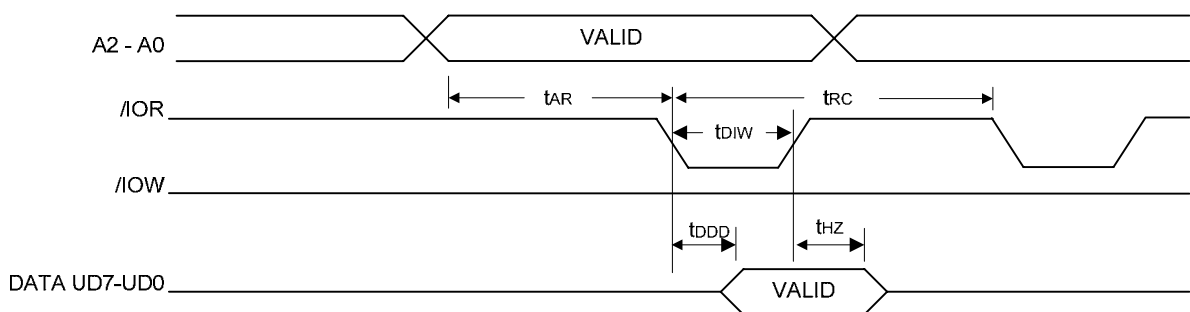 A2 - A0
VALID
tAR
tRC
/IOR
tDIW
/IOW
tDDD
tHZ
DATA UD7-UD0
VALID